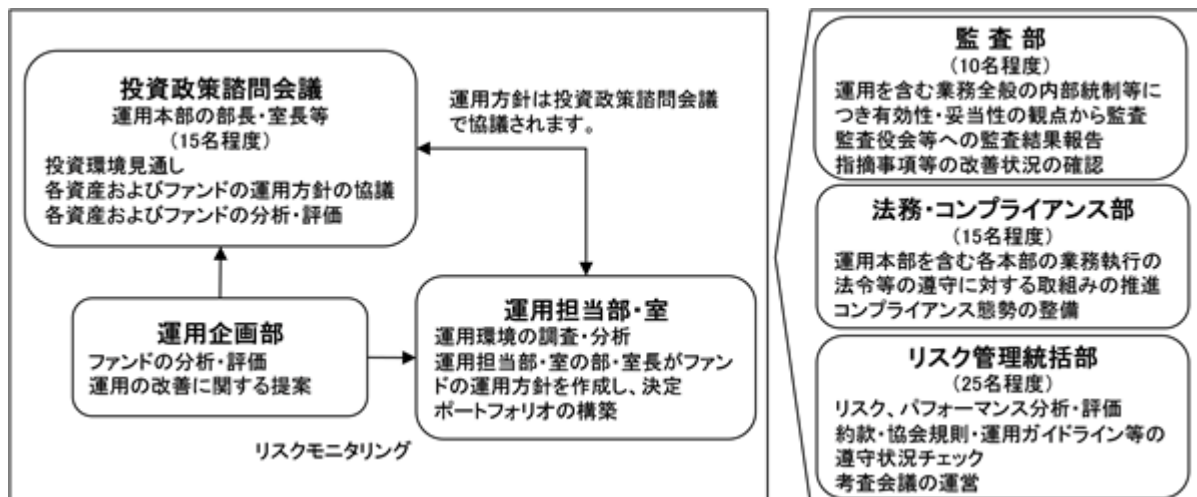 投資政策諮問会議
運用本部の部長・室長等
(15名程度)
投資環境見通し
各資産およびファンドの運用方針の協議
各資産およびファンドの分析・評価
運用方針は投資政策諮問会議
で協議されます。
運用企画部
ファンドの分析・評価
運用の改善に関する提案
運用担当部・室
運用環境の調査・分析
運用担当部・室の部・室長がファン
ドの運用方針を作成し、決定
ポートフォリオの構築
リスクモニタリング
監 査 部
(10名程度)
運用を含む業務全般の内部統制等に
つき有効性・妥当性の観点から監査
監査役会等への監査結果報告
指摘事項等の改善状況の確認
法務・コンプライアンス部
(15名程度)
運用本部を含む各本部の業務執行の
法令等の遵守に対する取組みの推進
コンプライアンス態勢の整備
リスク管理統括部
(25名程度)
リスク、パフォーマンス分析・評価
約款・協会規則・運用ガイドライン等の
遵守状況チェック
考査会議の運営